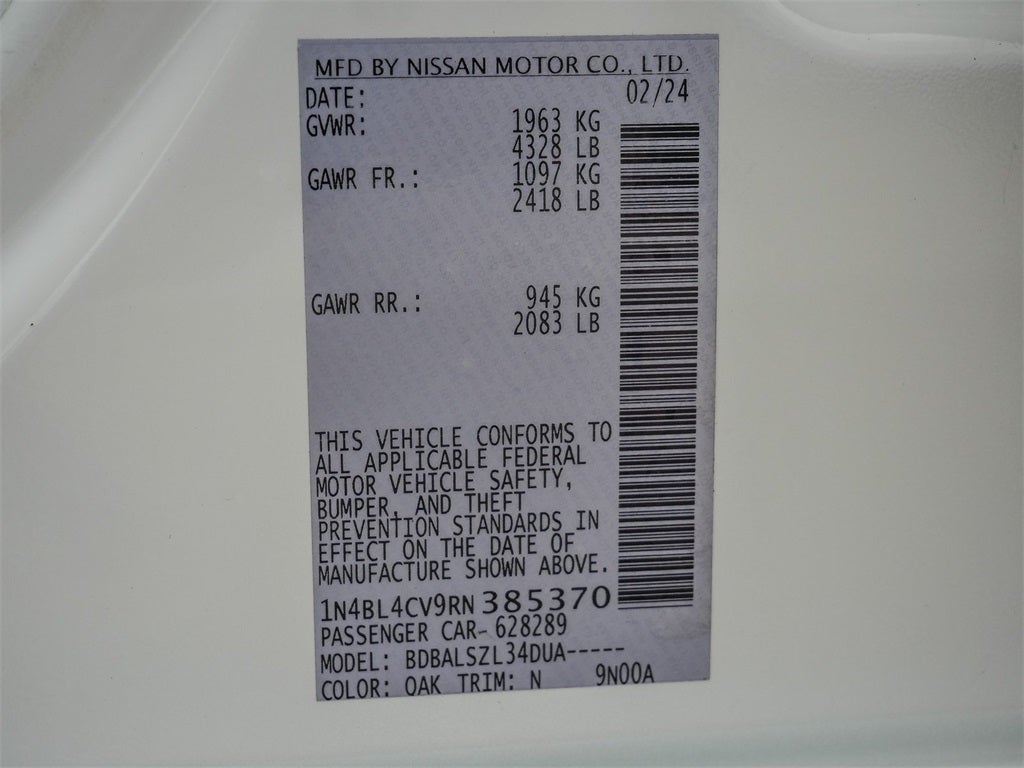 MFD BY NISSAN MOTOR CO., LTD.
DATE: 02/24
GVWR: 1963 KG
4328 LB
GAWR FR.: 1097 KG
2418 LB
GAWR RR.: 945 KG
2083 LB
THIS VEHICLE CONFORMS TO
ALL APPLICABLE FEDERAL
MOTOR VEHICLE SAFETY,
BUMPER, AND THEFT
PREVENTION STANDARDS IN
EFFECT ON THE DATE OF
MANUFACTURE SHOWN ABOVE.
1N4BL4CV9RN385370
PASSENGER CAR-628289
MODEL: BDBALSZL34DUA-----
COLOR: OAK TRIM: N 9N00A